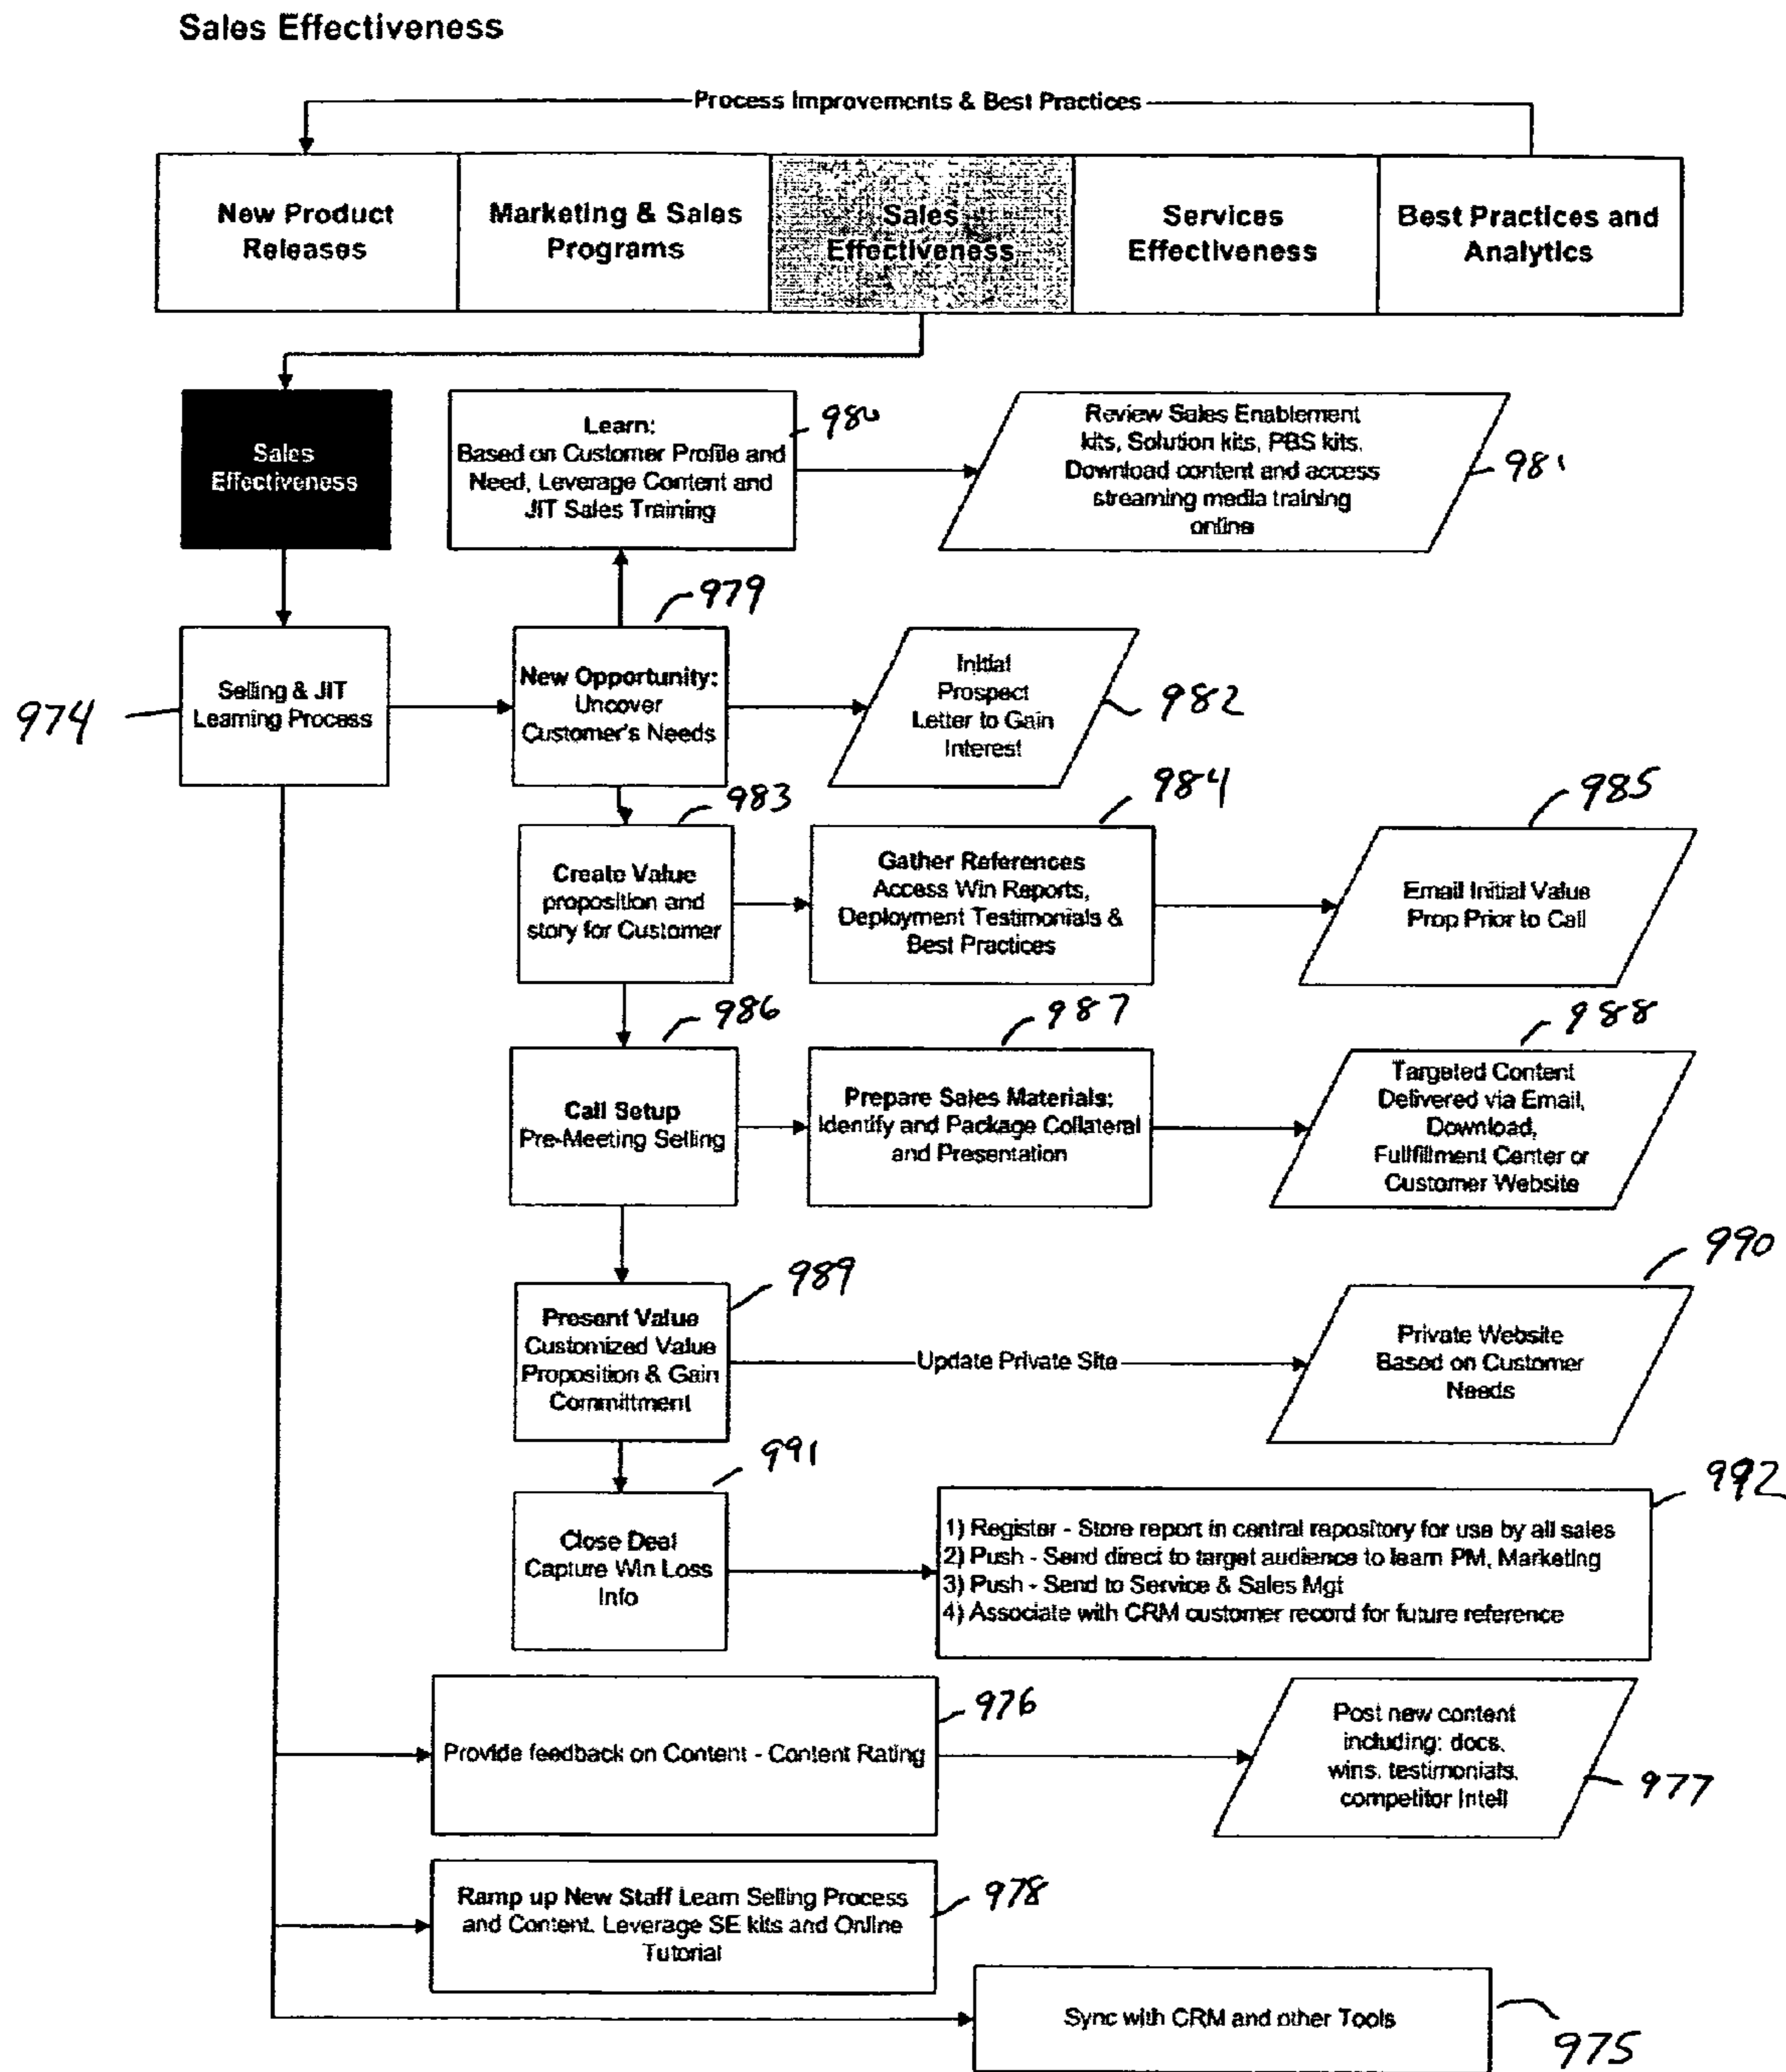 Sales Effectiveness
Process Improvements & Best Practices
New Product
Releases
Marketing & Sales
Programs
Sales
Effectiveness
Services
Effectiveness
Best Practices and
Analytics
Sales
Effectiveness
Learn:
Based on Customer Profile and
Need, Leverage Content and
JIT Sales Training
980
Review Sales Enablement
kits, Solution kits, PBS kits.
Download content and access
streaming media training
online
981
979
974
Selling & JIT
Learning Process
New Opportunity:
Uncover
Customer's Needs
Initial
Prospect
Letter to Gain
Interest
982
983
984
985
Create Value
proposition and
story for Customer
Gather References
Access Win Reports,
Deployment Testimonials &
Best Practices
Email Initial Value
Prop Prior to Call
986
987
988
Call Setup
Pre-Meeting Selling
Prepare Sales Materials:
Identify and Package Collateral
and Presentation
Targeted Content
Delivered via Email,
Download,
Fullfillment Center or
Customer Website
989
990
Present Value
Customized Value
Proposition & Gain
Committment
Update Private Site
Private Website
Based on Customer
Needs
991
992
Close Deal
Capture Win Loss
Info
1) Register - Store report in central repository for use by all sales
2) Push - Send direct to target audience to learn PM, Marketing
3) Push - Send to Service & Sales Mgt
4) Associate with CRM customer record for future reference
976
Provide feedback on Content - Content Rating
Post new content
including: docs,
wins, testimonials,
competitor Intell
977
Ramp up New Staff Learn Selling Process
and Content. Leverage SE kits and Online
Tutorial
978
Sync with CRM and other Tools
975